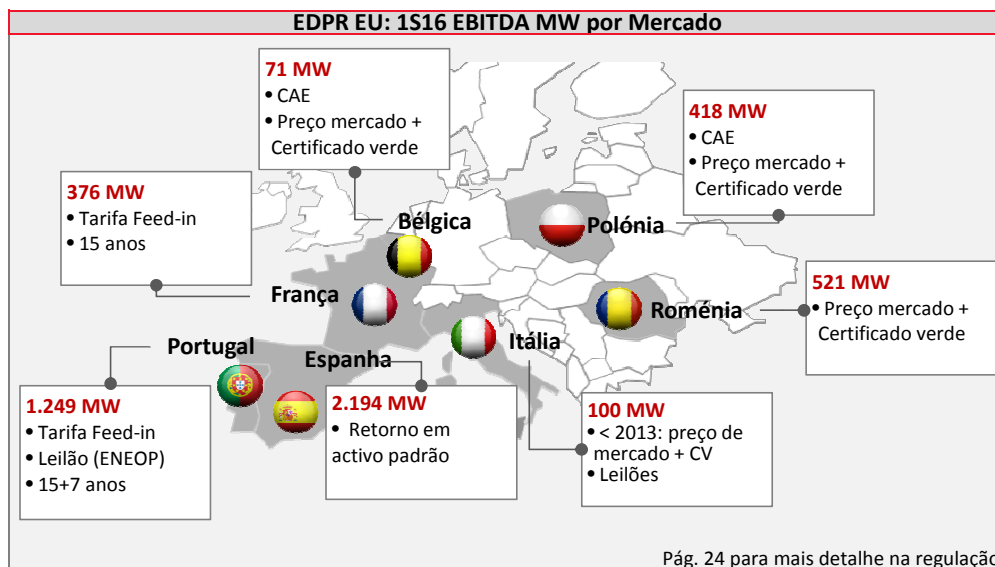 EDPR EU: 1S16 EBITDA MW por Mercado
71 MW
• CAE
• Preço mercado +
Certificado verde
418 MW
• CAE
• Preço mercado +
Certificado verde
376 MW
• Tarifa Feed-in
• 15 anos
Bélgica
Polónia
França
521 MW
• Preço mercado +
Certificado verde
Roménia
Itália
Portugal
Espanha
1.249 MW
• Tarifa Feed-in
• Leilão (ENEOP)
• 15+7 anos
2.194 MW
• Retorno em
activo padrão
100 MW
• < 2013: preço de
mercado + CV
• Leilões
Pág. 24 para mais detalhe na regulação